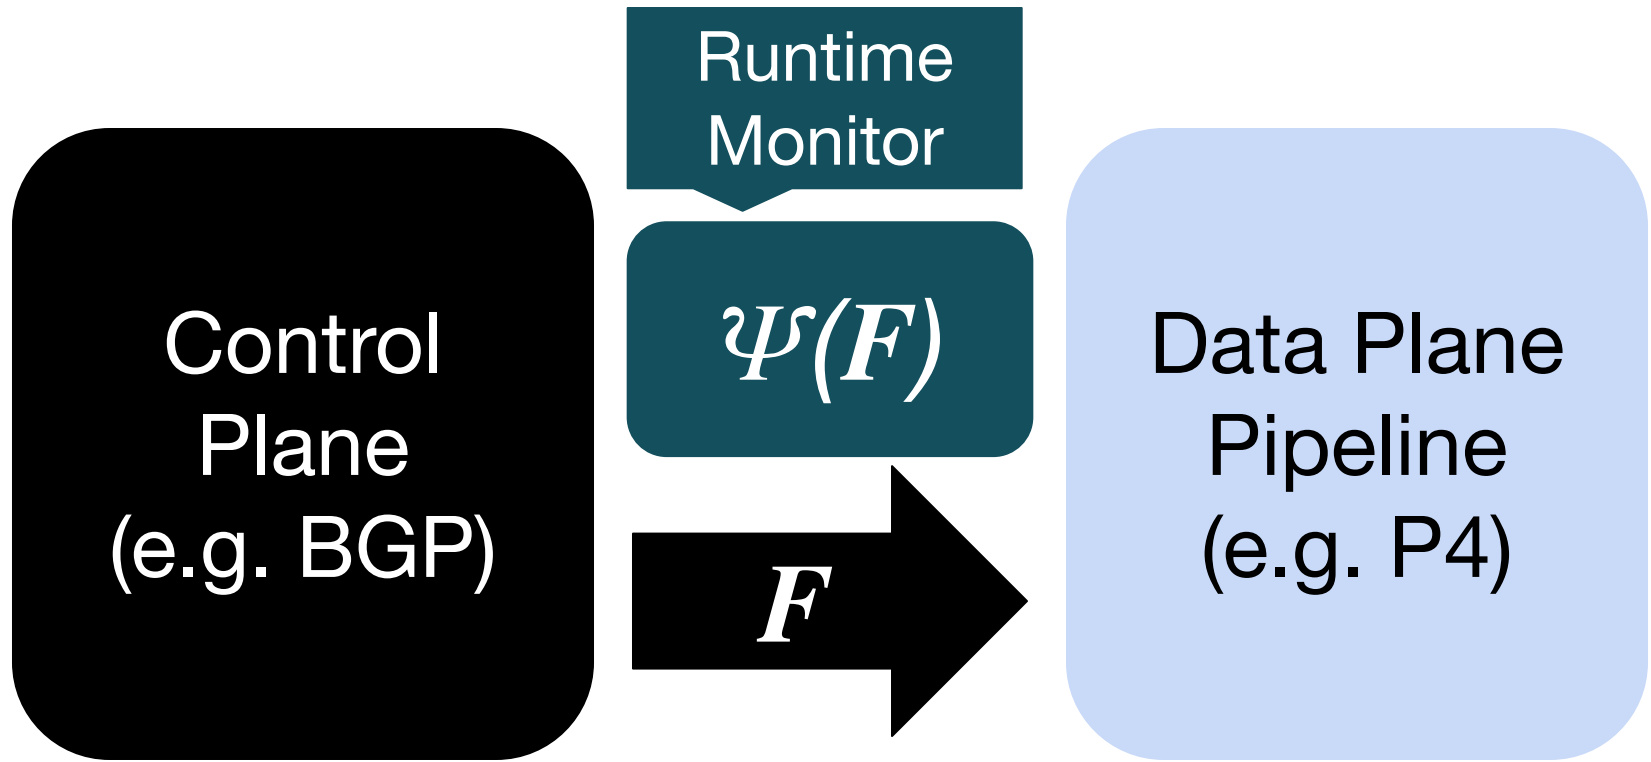 Runtime
Monitor
Control
Plane
(e.g. BGP)
Ψ(F)
F
Data Plane
Pipeline
(e.g. P4)